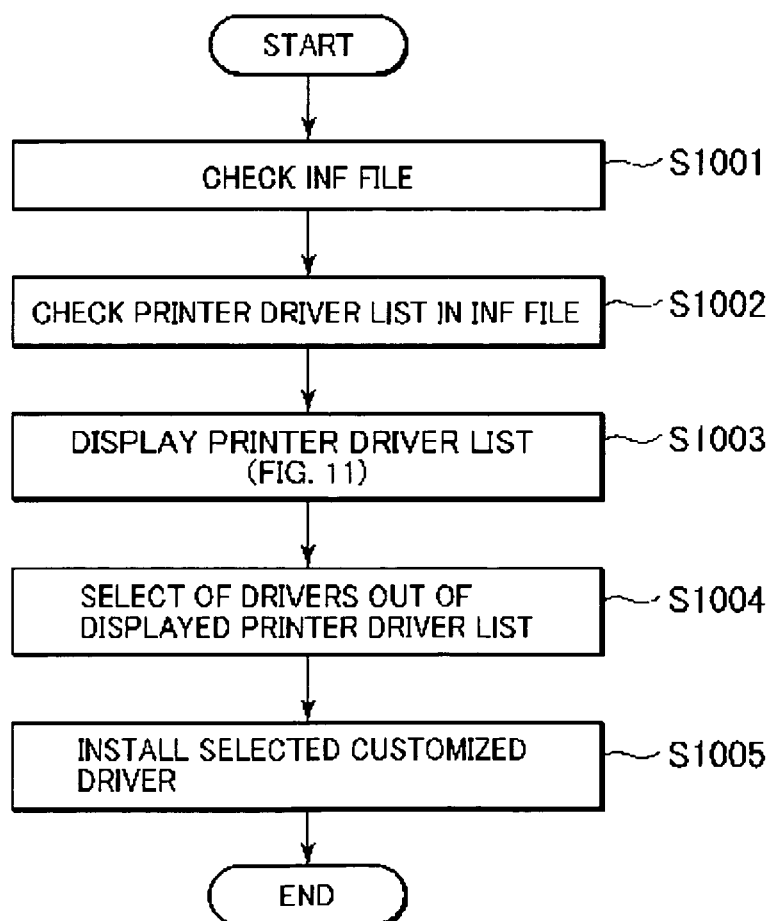 START
CHECK INF FILE
S1001
CHECK PRINTER DRIVER LIST IN INF FILE
S1002
DISPLAY PRINTER DRIVER LIST
(FIG. 11)
S1003
SELECT OF DRIVERS OUT OF
DISPLAYED PRINTER DRIVER LIST
S1004
INSTALL SELECTED CUSTOMIZED
DRIVER
S1005
END